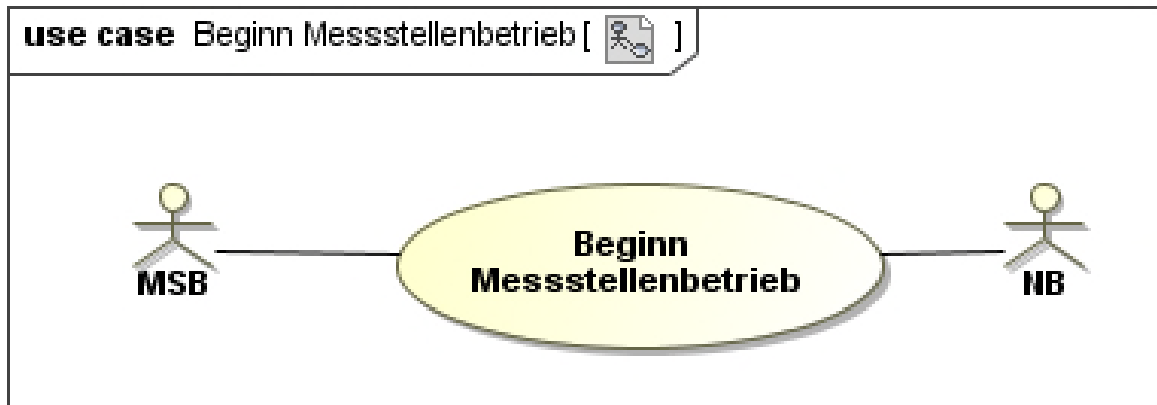 use case Beginn Messstellenbetrieb [ ]
Beginn
Messstellenbetrieb
MSB
NB